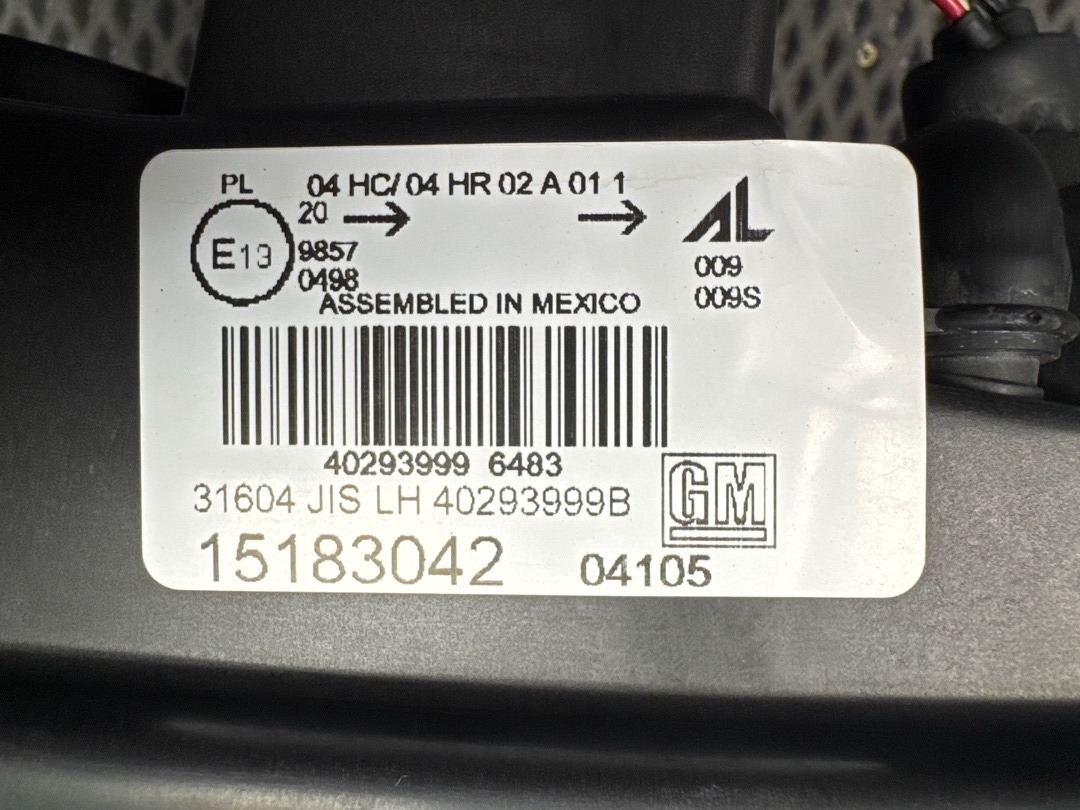 PL 04 HC/ 04 HR 02 A 01 1
20 → →
AL
E13 9857
0498
009
009S
ASSEMBLED IN MEXICO
40293999 6483
31604 JIS LH 40293999B
GM
15183042 04105